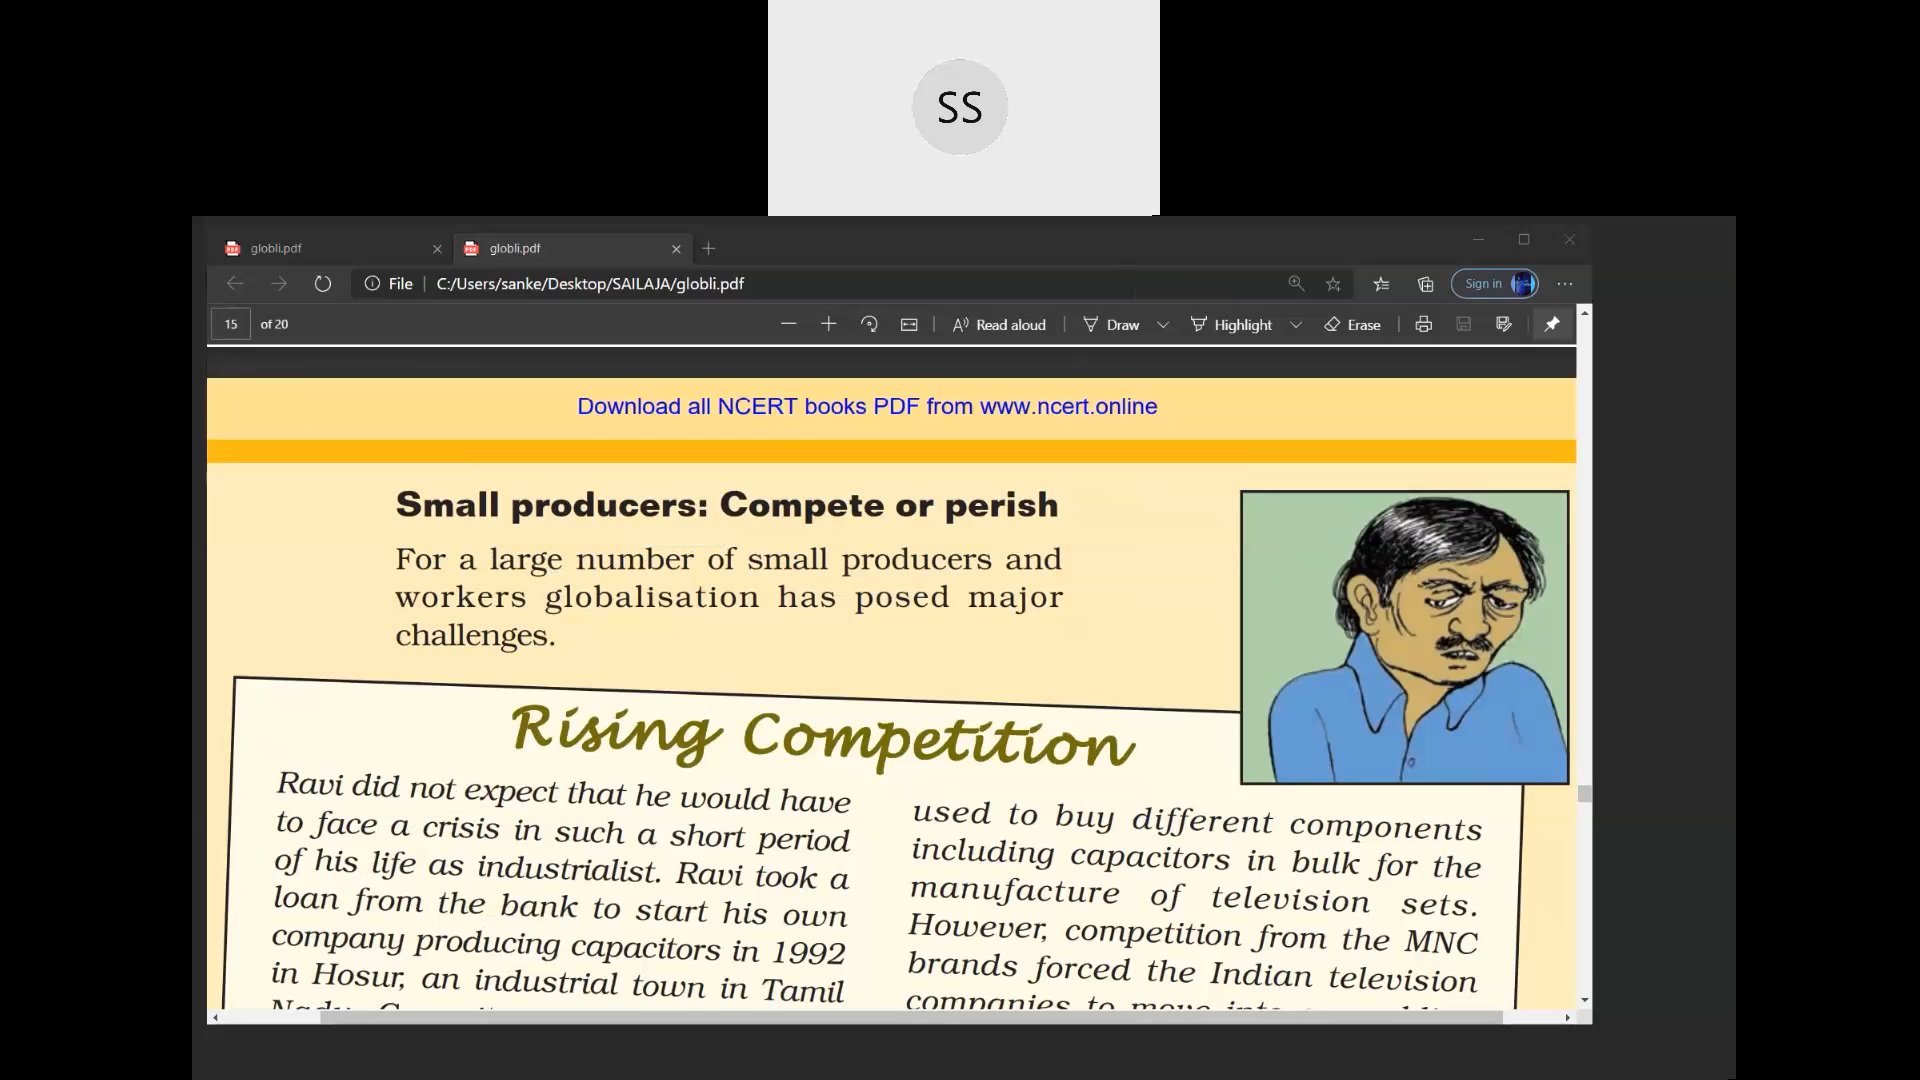 SS
globli.pdf
globli.pdf
File
C:/Users/sanke/Desktop/SAILAJA/globli.pdf
Sign in
15
of 20
Read aloud
Draw
Highlight
Erase
Download all NCERT books PDF from www.ncert.online
Small producers: Compete or perish
For a large number of small producers and
workers globalisation has posed major
challenges.
Rising Competition
Ravi did not expect that he would have
to face a crisis in such a short period
of his life as industrialist. Ravi took a
loan from the bank to start his own
company producing capacitors in 1992
in Hosur, an industrial town in Tamil
used to buy different components
including capacitors in bulk for the
manufacture of television sets.
However, competition from the MNC
brands forced the Indian television
companies to move into